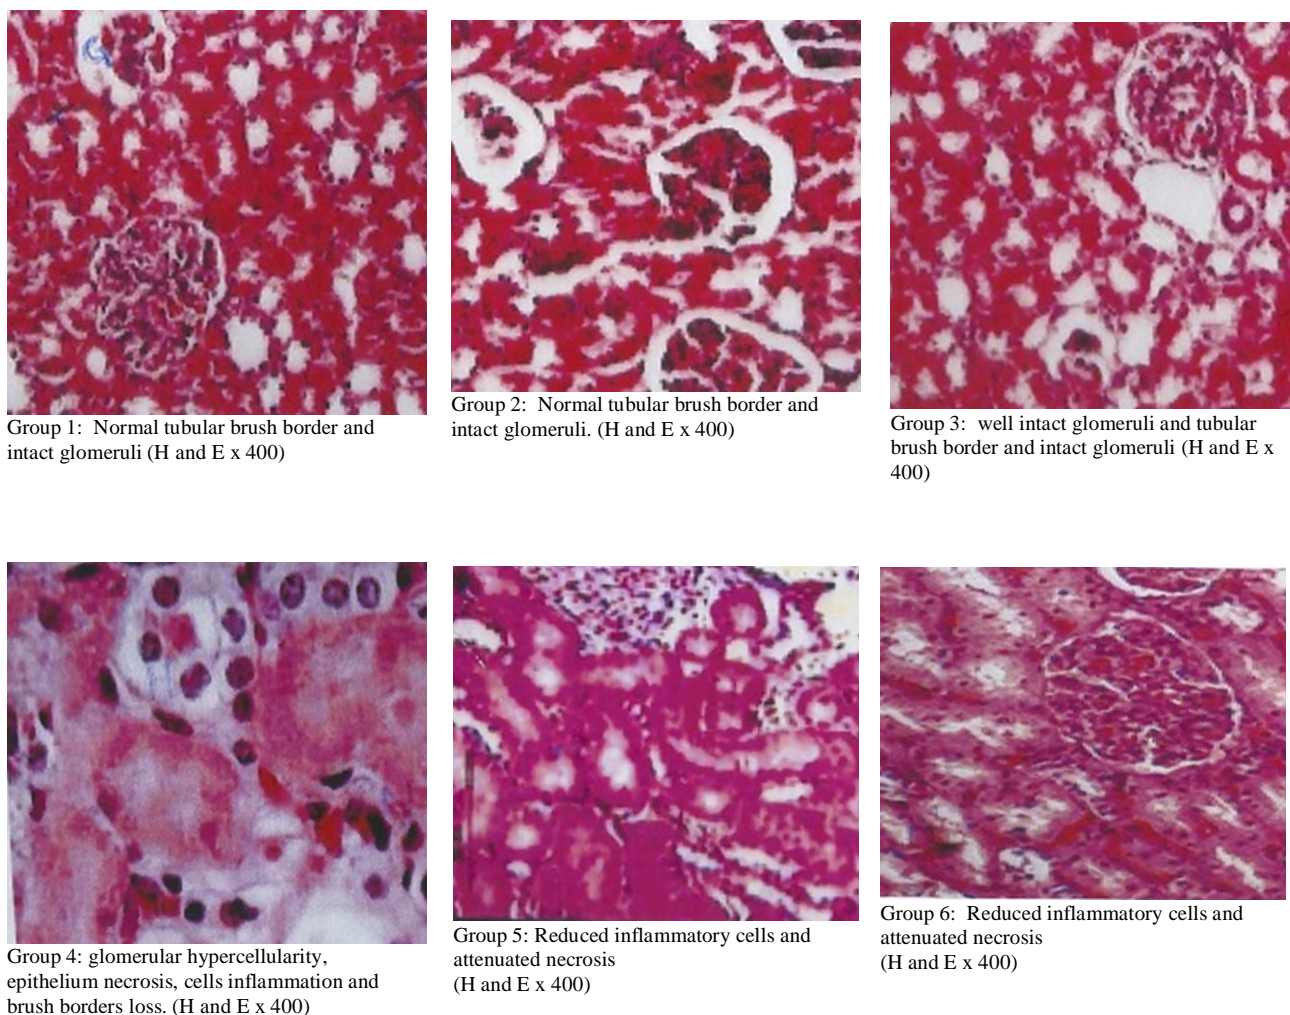 Group 1:  Normal tubular brush border and
intact glomeruli (H and E x 400)
Group 2:  Normal tubular brush border and
intact glomeruli. (H and E x 400)
Group 3:  well intact glomeruli and tubular
brush border and intact glomeruli (H and E x
400)
Group 4: glomerular hypercellularity,
epithelium necrosis, cells inflammation and
brush borders loss. (H and E x 400)
Group 5: Reduced inflammatory cells and
attenuated necrosis
(H and E x 400)
Group 6:  Reduced inflammatory cells and
attenuated necrosis
(H and E x 400)